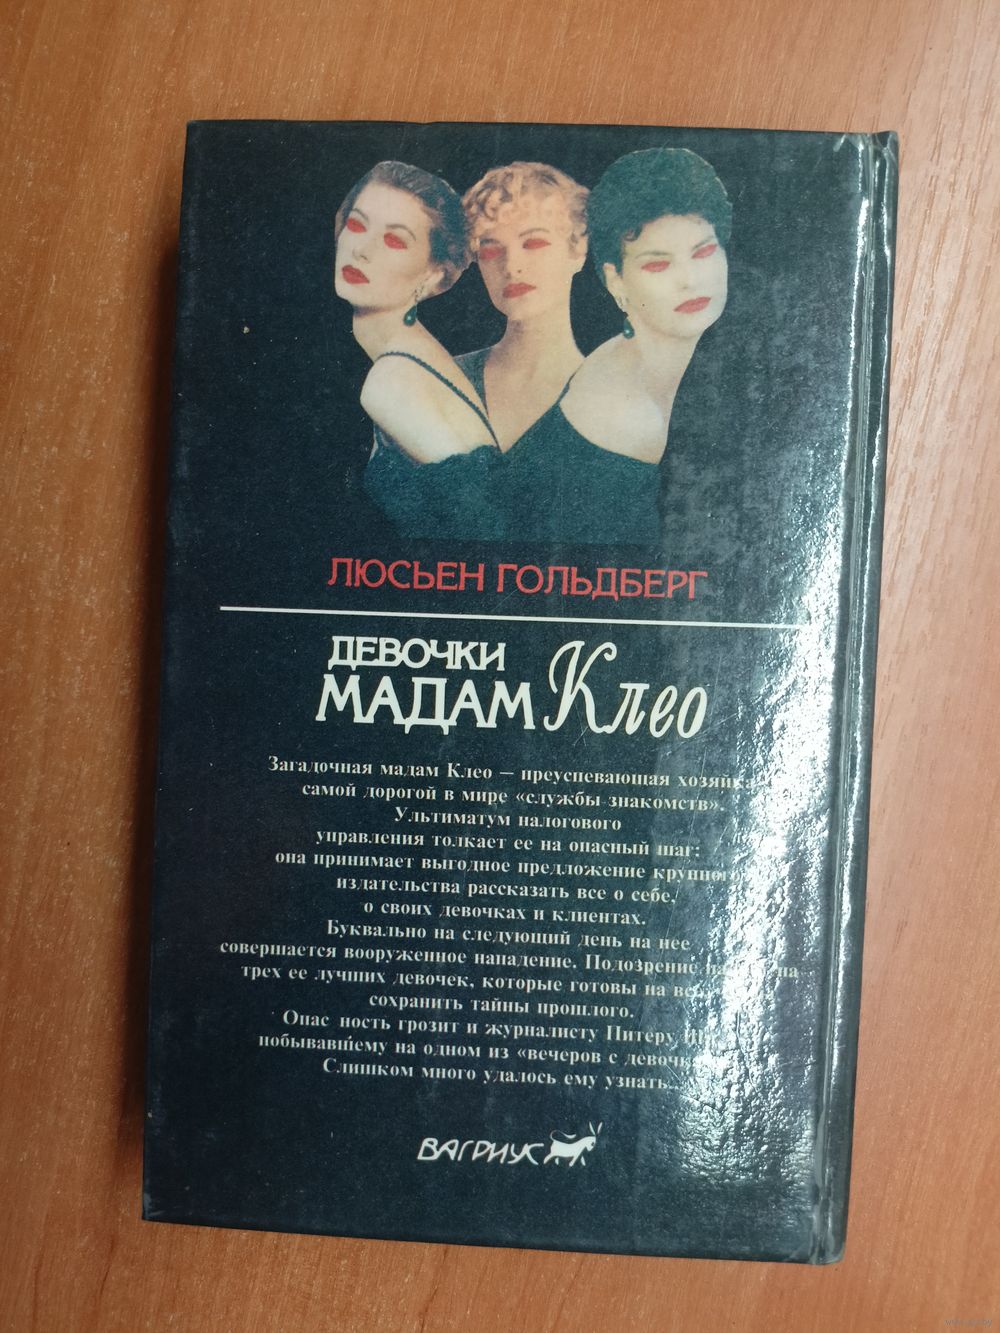 ЛЮСЬЕН ГОЛЬДБЕРГ
ДЕВОЧКИ
МАДАМ Клео
Загадочная мадам Клео – преуспевающая хозяйка
самой дорогой в мире «службы знакомств».
Ультиматум налогового
управления толкает ее на опасный шаг:
она принимает выгодное предложение крупного
издательства рассказать все о себе,
о своих девочках и клиентах.
Буквально на следующий день на нее
совершается вооруженное нападение. Подозрение на
трех ее лучших девочек, которые готовы на
сохранить тайны прошлого.
Опас ность грозит и журналисту Питеру
побывавшему на одном из «вечеров с
Слишком много удалось ему узнать...
ВАГРИУС